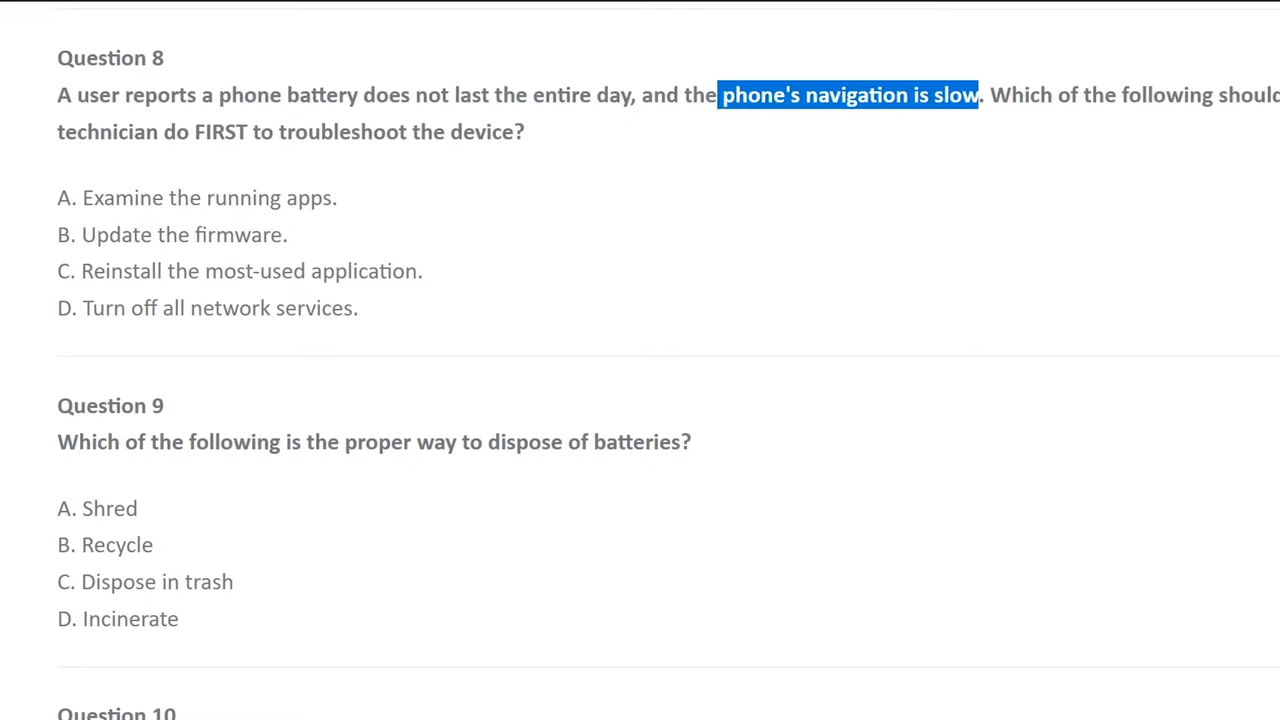 Question 8
A user reports a phone battery does not last the entire day, and the phone's navigation is slow. Which of the following should
technician do FIRST to troubleshoot the device?
A. Examine the running apps.
B. Update the firmware.
C. Reinstall the most-used application.
D. Turn off all network services.
Question 9
Which of the following is the proper way to dispose of batteries?
A. Shred
B. Recycle
C. Dispose in trash
D. Incinerate
Question 10